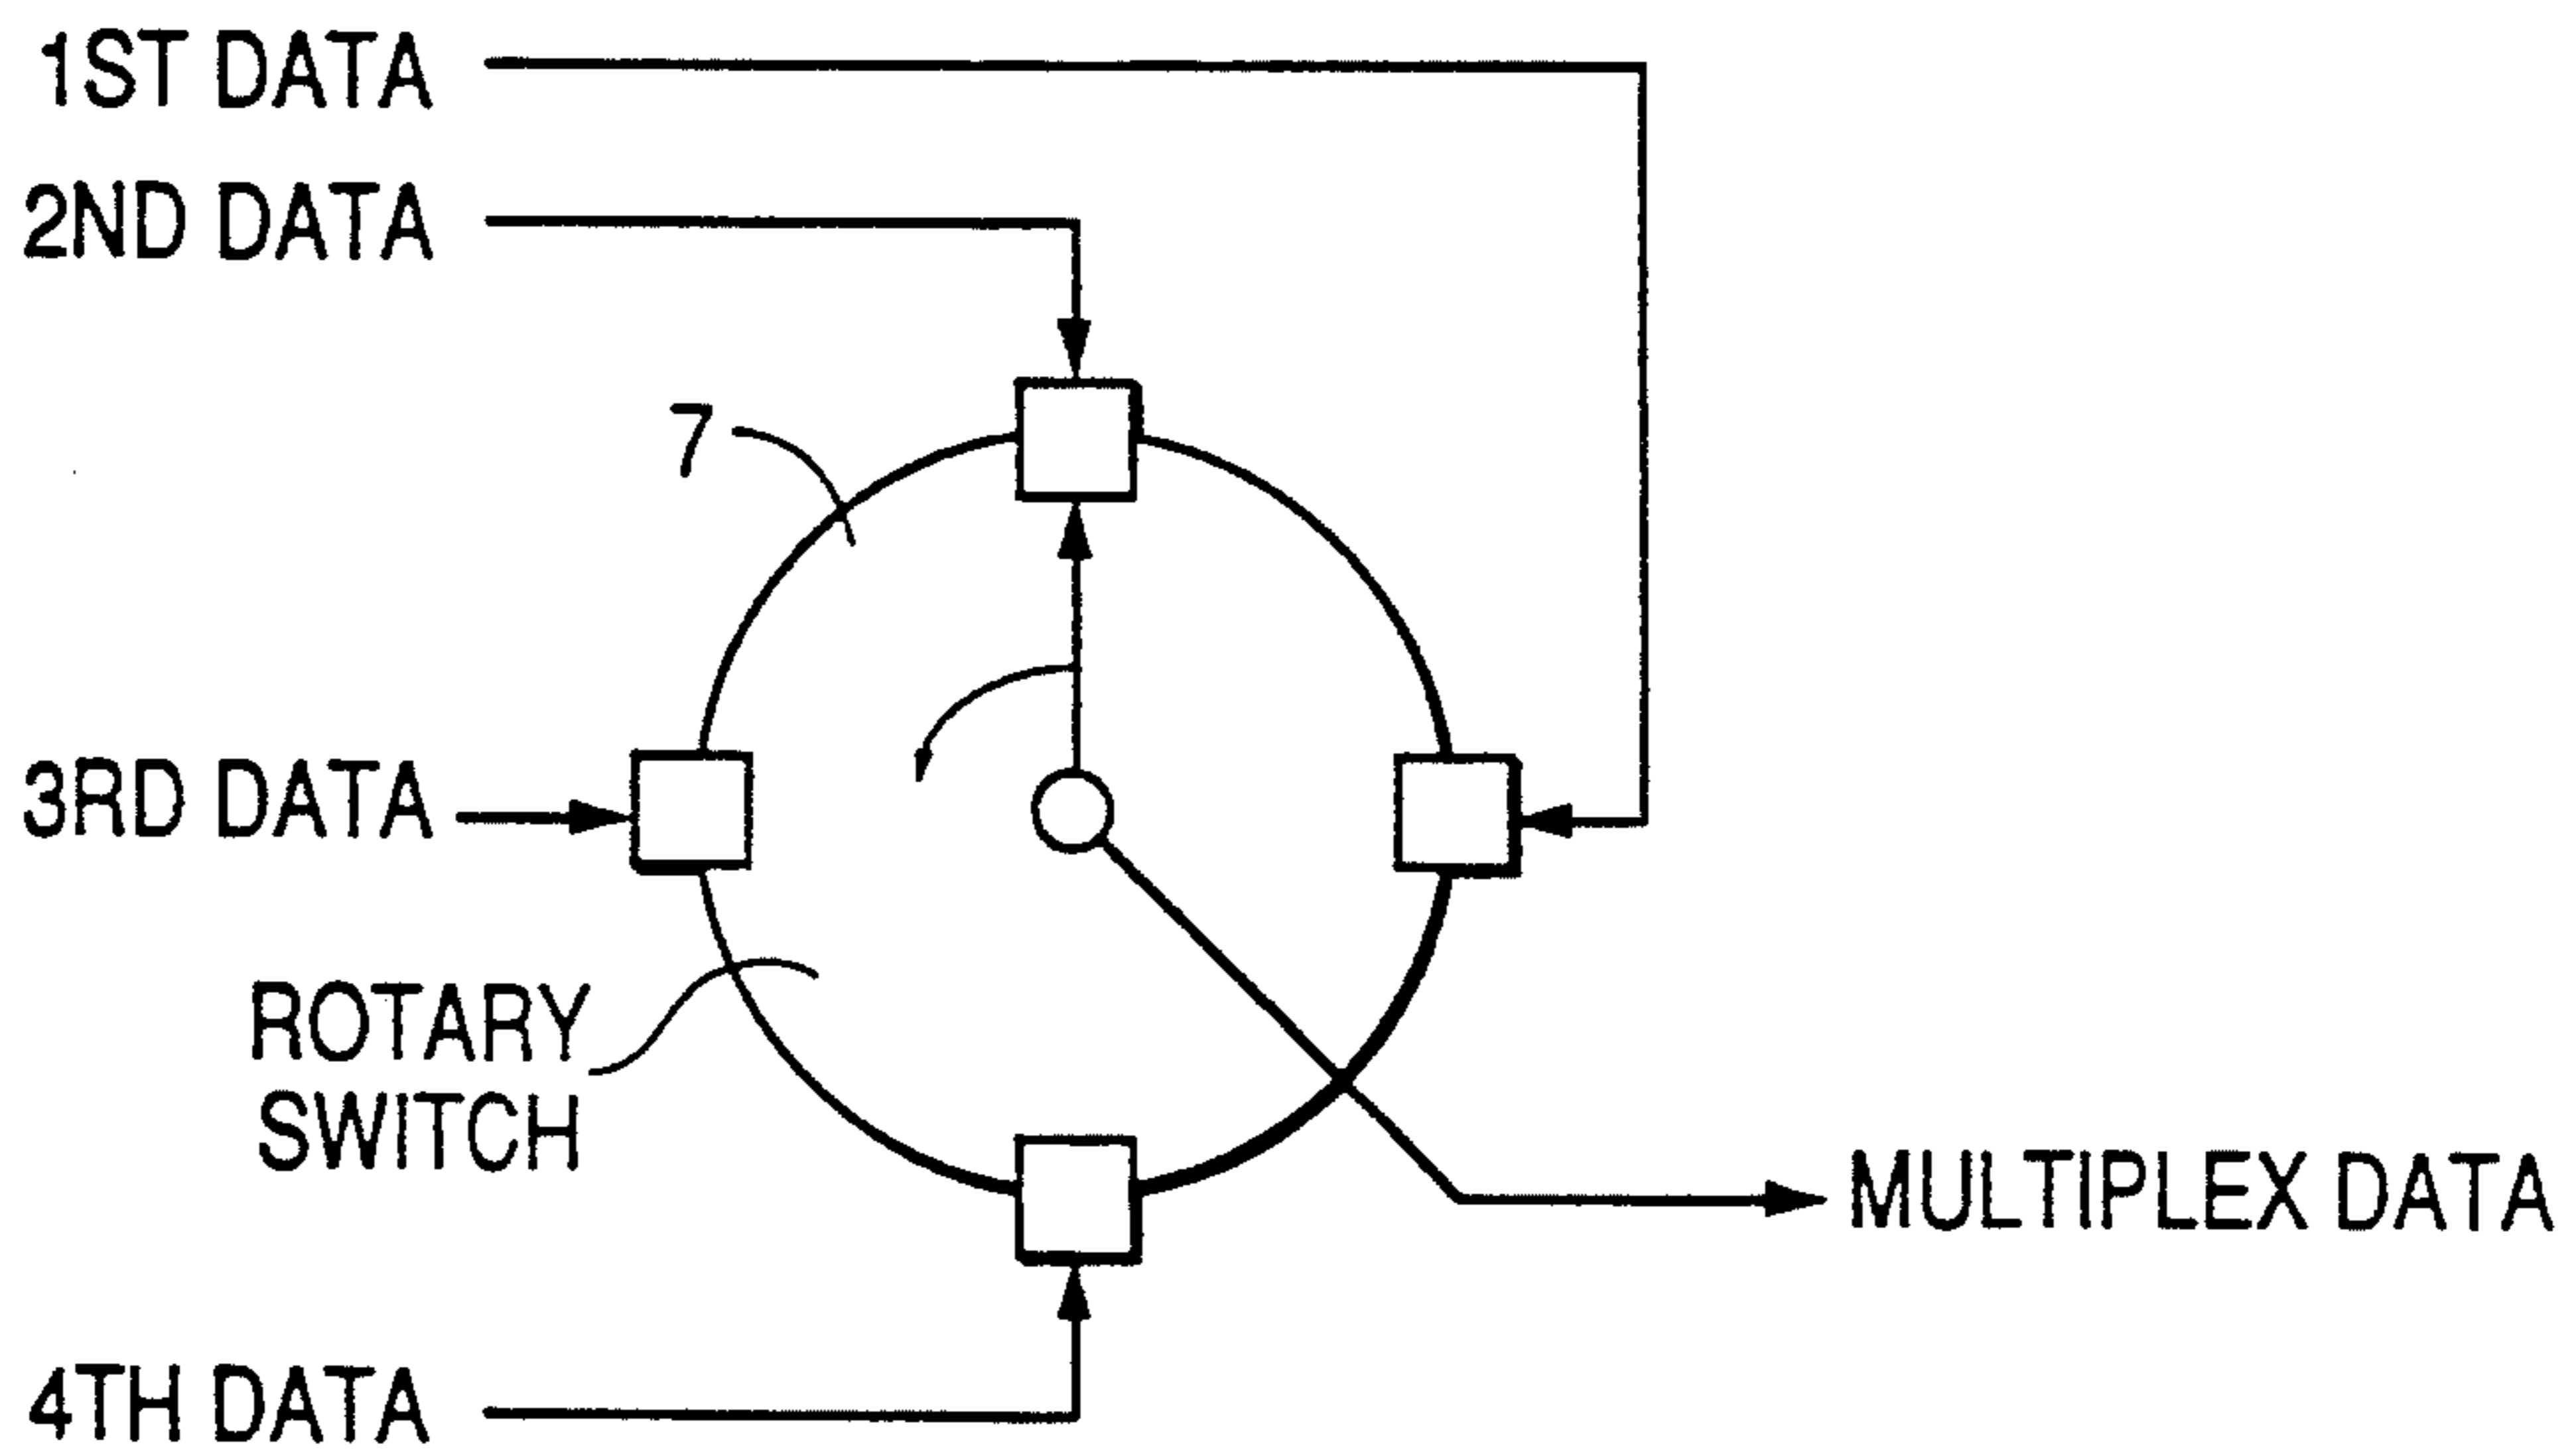 1ST DATA
2ND DATA
7
3RD DATA
ROTARY
SWITCH
MULTIPLEX DATA
4TH DATA